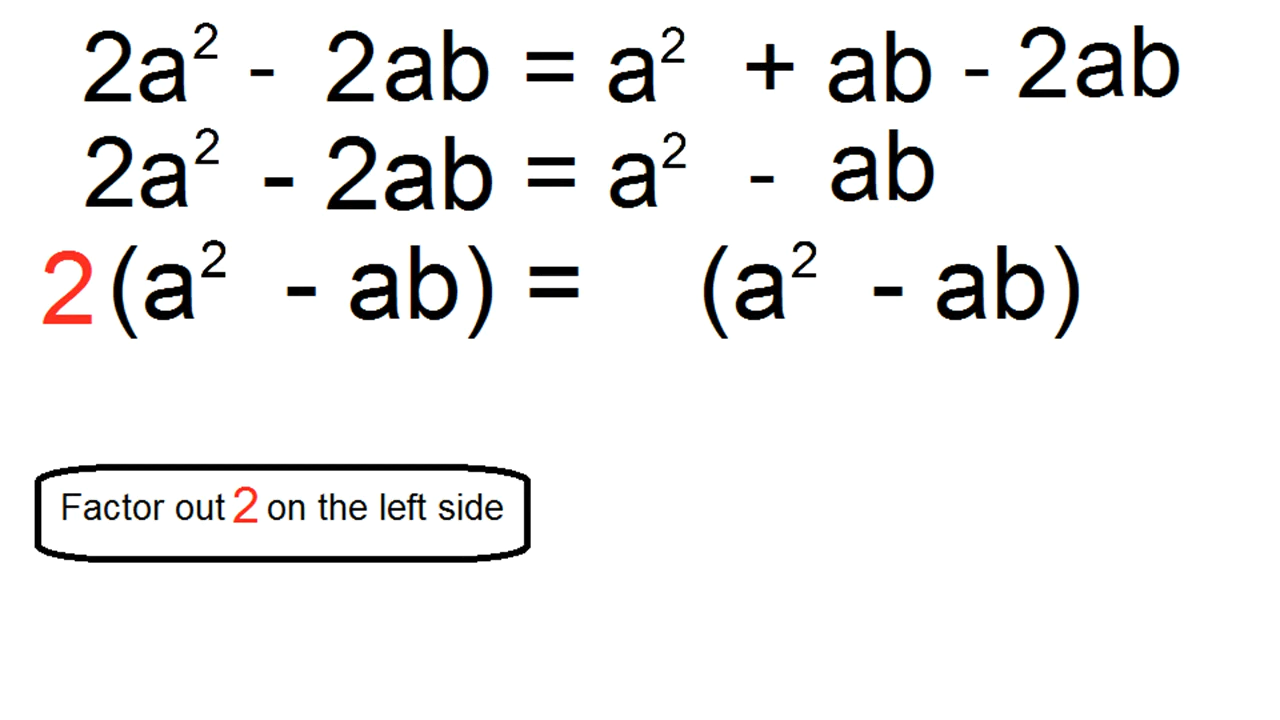 2a² - 2ab = a² + ab - 2ab
2a² - 2ab = a² - ab
2(a² - ab) = (a² - ab)
Factor out 2 on the left side